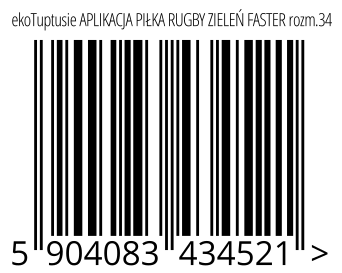 ekoTuptusie APLIKACJA PIŁKA RUGBY ZIELEŃ FASTER rozm.34
5 904083 434521 >